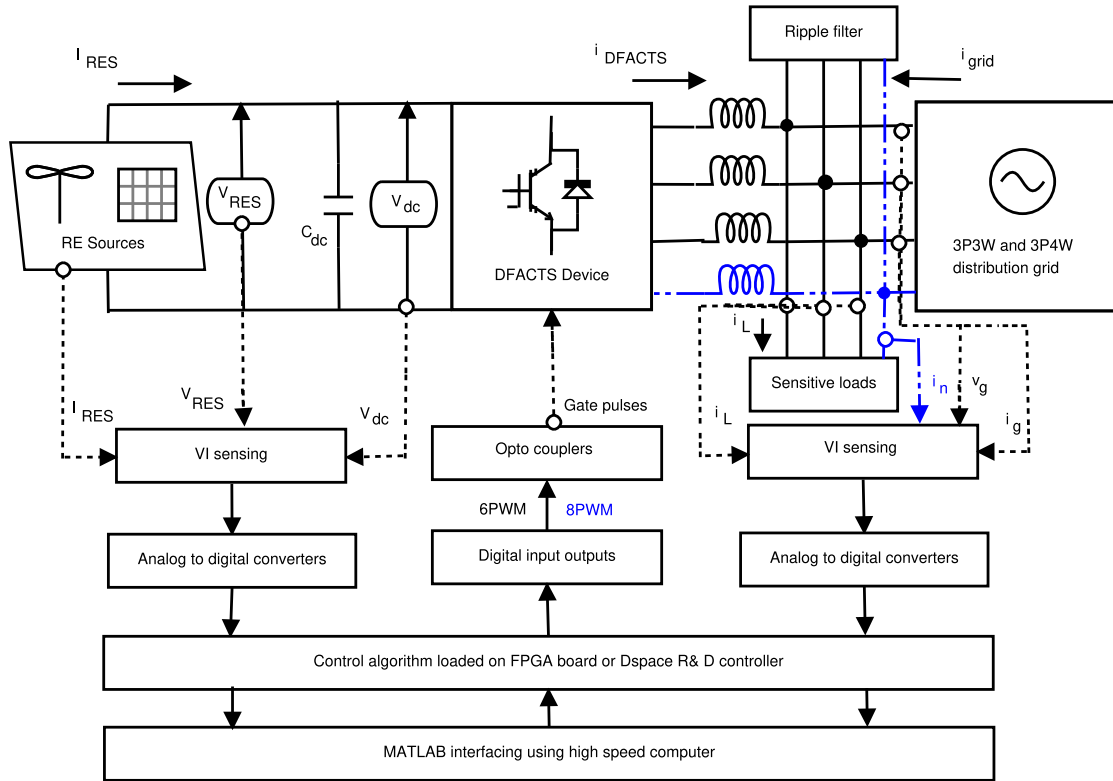 Ripple filter
I RES
i DFACTS
i grid
V RES
V dc
C dc
RE Sources
DFACTS Device
3P3W and 3P4W
distribution grid
i L
Sensitive loads
I RES
V RES
V dc
Gate pulses
i L
i n
v g
i g
VI sensing
Opto couplers
VI sensing
6PWM
8PWM
Analog to digital converters
Digital input outputs
Analog to digital converters
Control algorithm loaded on FPGA board or Dspace R& D controller
MATLAB interfacing using high speed computer